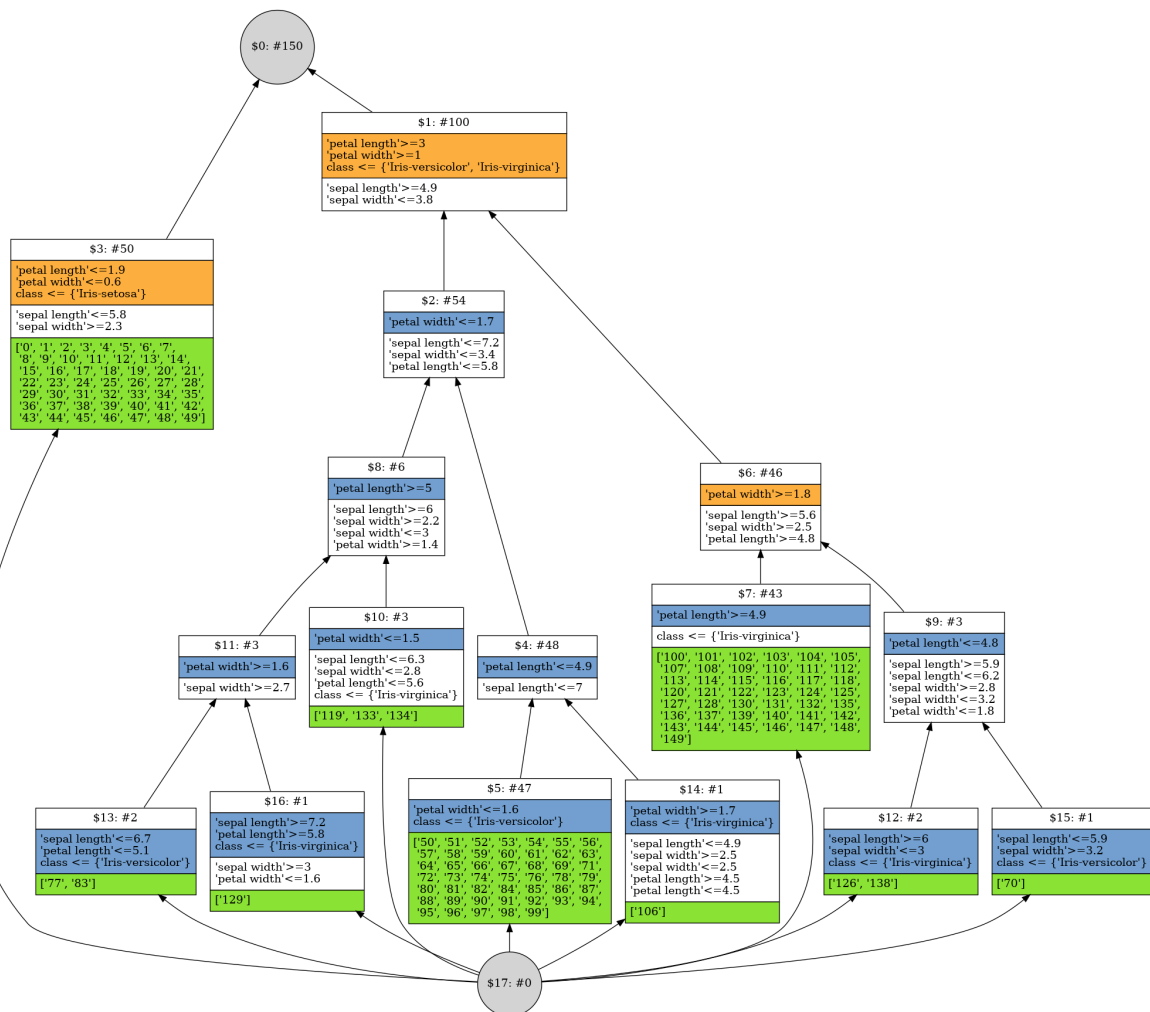 $0: #150
$1: #100
'petal length'>=3
'petal width'>=1
class <= {'Iris-versicolor', 'Iris-virginica'}
'sepal length'>=4.9
'sepal width'<=3.8
$3: #50
'petal length'<=1.9
'petal width'<=0.6
class <= {'Iris-setosa'}
'sepal length'<=5.8
'sepal width'>=2.3
['0', '1', '2', '3', '4', '5', '6', '7',
'8', '9', '10', '11', '12', '13', '14',
'15', '16', '17', '18', '19', '20', '21',
'22', '23', '24', '25', '26', '27', '28',
'29', '30', '31', '32', '33', '34', '35',
'36', '37', '38', '39', '40', '41', '42',
'43', '44', '45', '46', '47', '48', '49']
$2: #54
'petal width'<=1.7
'sepal length'<=7.2
'sepal width'<=3.4
'petal length'<=5.8
$8: #6
'petal length'>=5
'sepal length'>=6
'sepal width'>=2.2
'sepal width'<=3
'petal width'>=1.4
$6: #46
'petal width'>=1.8
'sepal length'>=5.6
'sepal width'>=2.5
'petal length'>=4.8
$11: #3
'petal width'>=1.6
'sepal width'>=2.7
$10: #3
'petal width'<=1.5
'sepal length'<=6.3
'sepal width'<=2.8
'petal length'<=5.6
class <= {'Iris-virginica'}
['119', '133', '134']
$4: #48
'petal length'<=4.9
'sepal length'<=7
$7: #43
'petal length'>=4.9
class <= {'Iris-virginica'}
['100', '101', '102', '103', '104', '105',
'107', '108', '109', '110', '111', '112',
'113', '114', '115', '116', '117', '118',
'120', '121', '122', '123', '124', '125',
'127', '128', '130', '131', '132', '135',
'136', '137', '139', '140', '141', '142',
'143', '144', '145', '146', '147', '148',
'149']
$9: #3
'petal length'<=4.8
'sepal length'>=5.9
'sepal length'<=6.2
'sepal width'>=2.8
'sepal width'<=3.2
'petal width'<=1.8
$13: #2
'sepal length'<=6.7
'petal length'<=5.1
class <= {'Iris-versicolor'}
['77', '83']
$16: #1
'sepal length'>=7.2
'petal length'>=5.8
class <= {'Iris-virginica'}
'sepal width'>=3
'petal width'<=1.6
['129']
$5: #47
'petal width'<=1.6
class <= {'Iris-versicolor'}
['50', '51', '52', '53', '54', '55', '56',
'57', '58', '59', '60', '61', '62', '63',
'64', '65', '66', '67', '68', '69', '71',
'72', '73', '74', '75', '76', '78', '79',
'80', '81', '82', '84', '85', '86', '87',
'88', '89', '90', '91', '92', '93', '94',
'95', '96', '97', '98', '99']
$14: #1
'petal width'>=1.7
class <= {'Iris-virginica'}
'sepal length'<=4.9
'sepal width'>=2.5
'sepal width'<=2.5
'petal length'>=4.5
'petal length'<=4.5
['106']
$12: #2
'sepal length'>=6
'sepal width'<=3
class <= {'Iris-virginica'}
['126', '138']
$15: #1
'sepal length'<=5.9
'sepal width'>=3.2
class <= {'Iris-versicolor'}
['70']
$17: #0